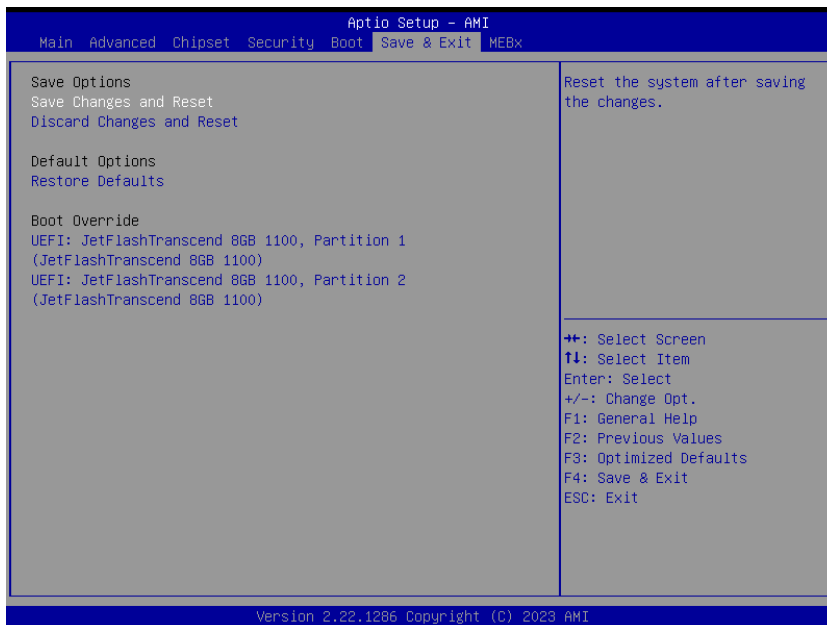 Aptio Setup – AMI
Main Advanced Chipset Security Boot Save & Exit MEBx
Save Options
Save Changes and Reset
Discard Changes and Reset
Default Options
Restore Defaults
Boot Override
UEFI: JetFlashTranscend 8GB 1100, Partition 1
(JetFlashTranscend 8GB 1100)
UEFI: JetFlashTranscend 8GB 1100, Partition 2
(JetFlashTranscend 8GB 1100)
Reset the system after saving
the changes.
→←: Select Screen
↑↓: Select Item
Enter: Select
+/-: Change Opt.
F1: General Help
F2: Previous Values
F3: Optimized Defaults
F4: Save & Exit
ESC: Exit
Version 2.22.1286 Copyright (C) 2023 AMI